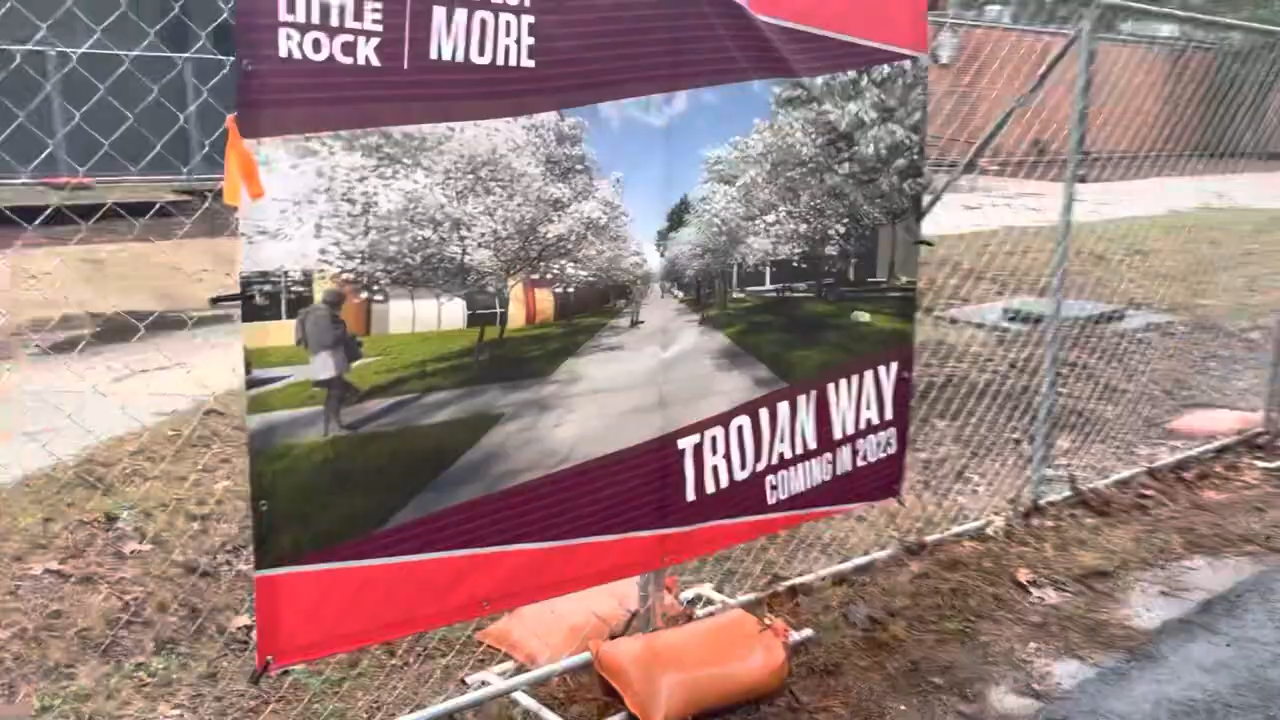 LITTLE
ROCK
MORE
TROJAN WAY
COMING IN 2023